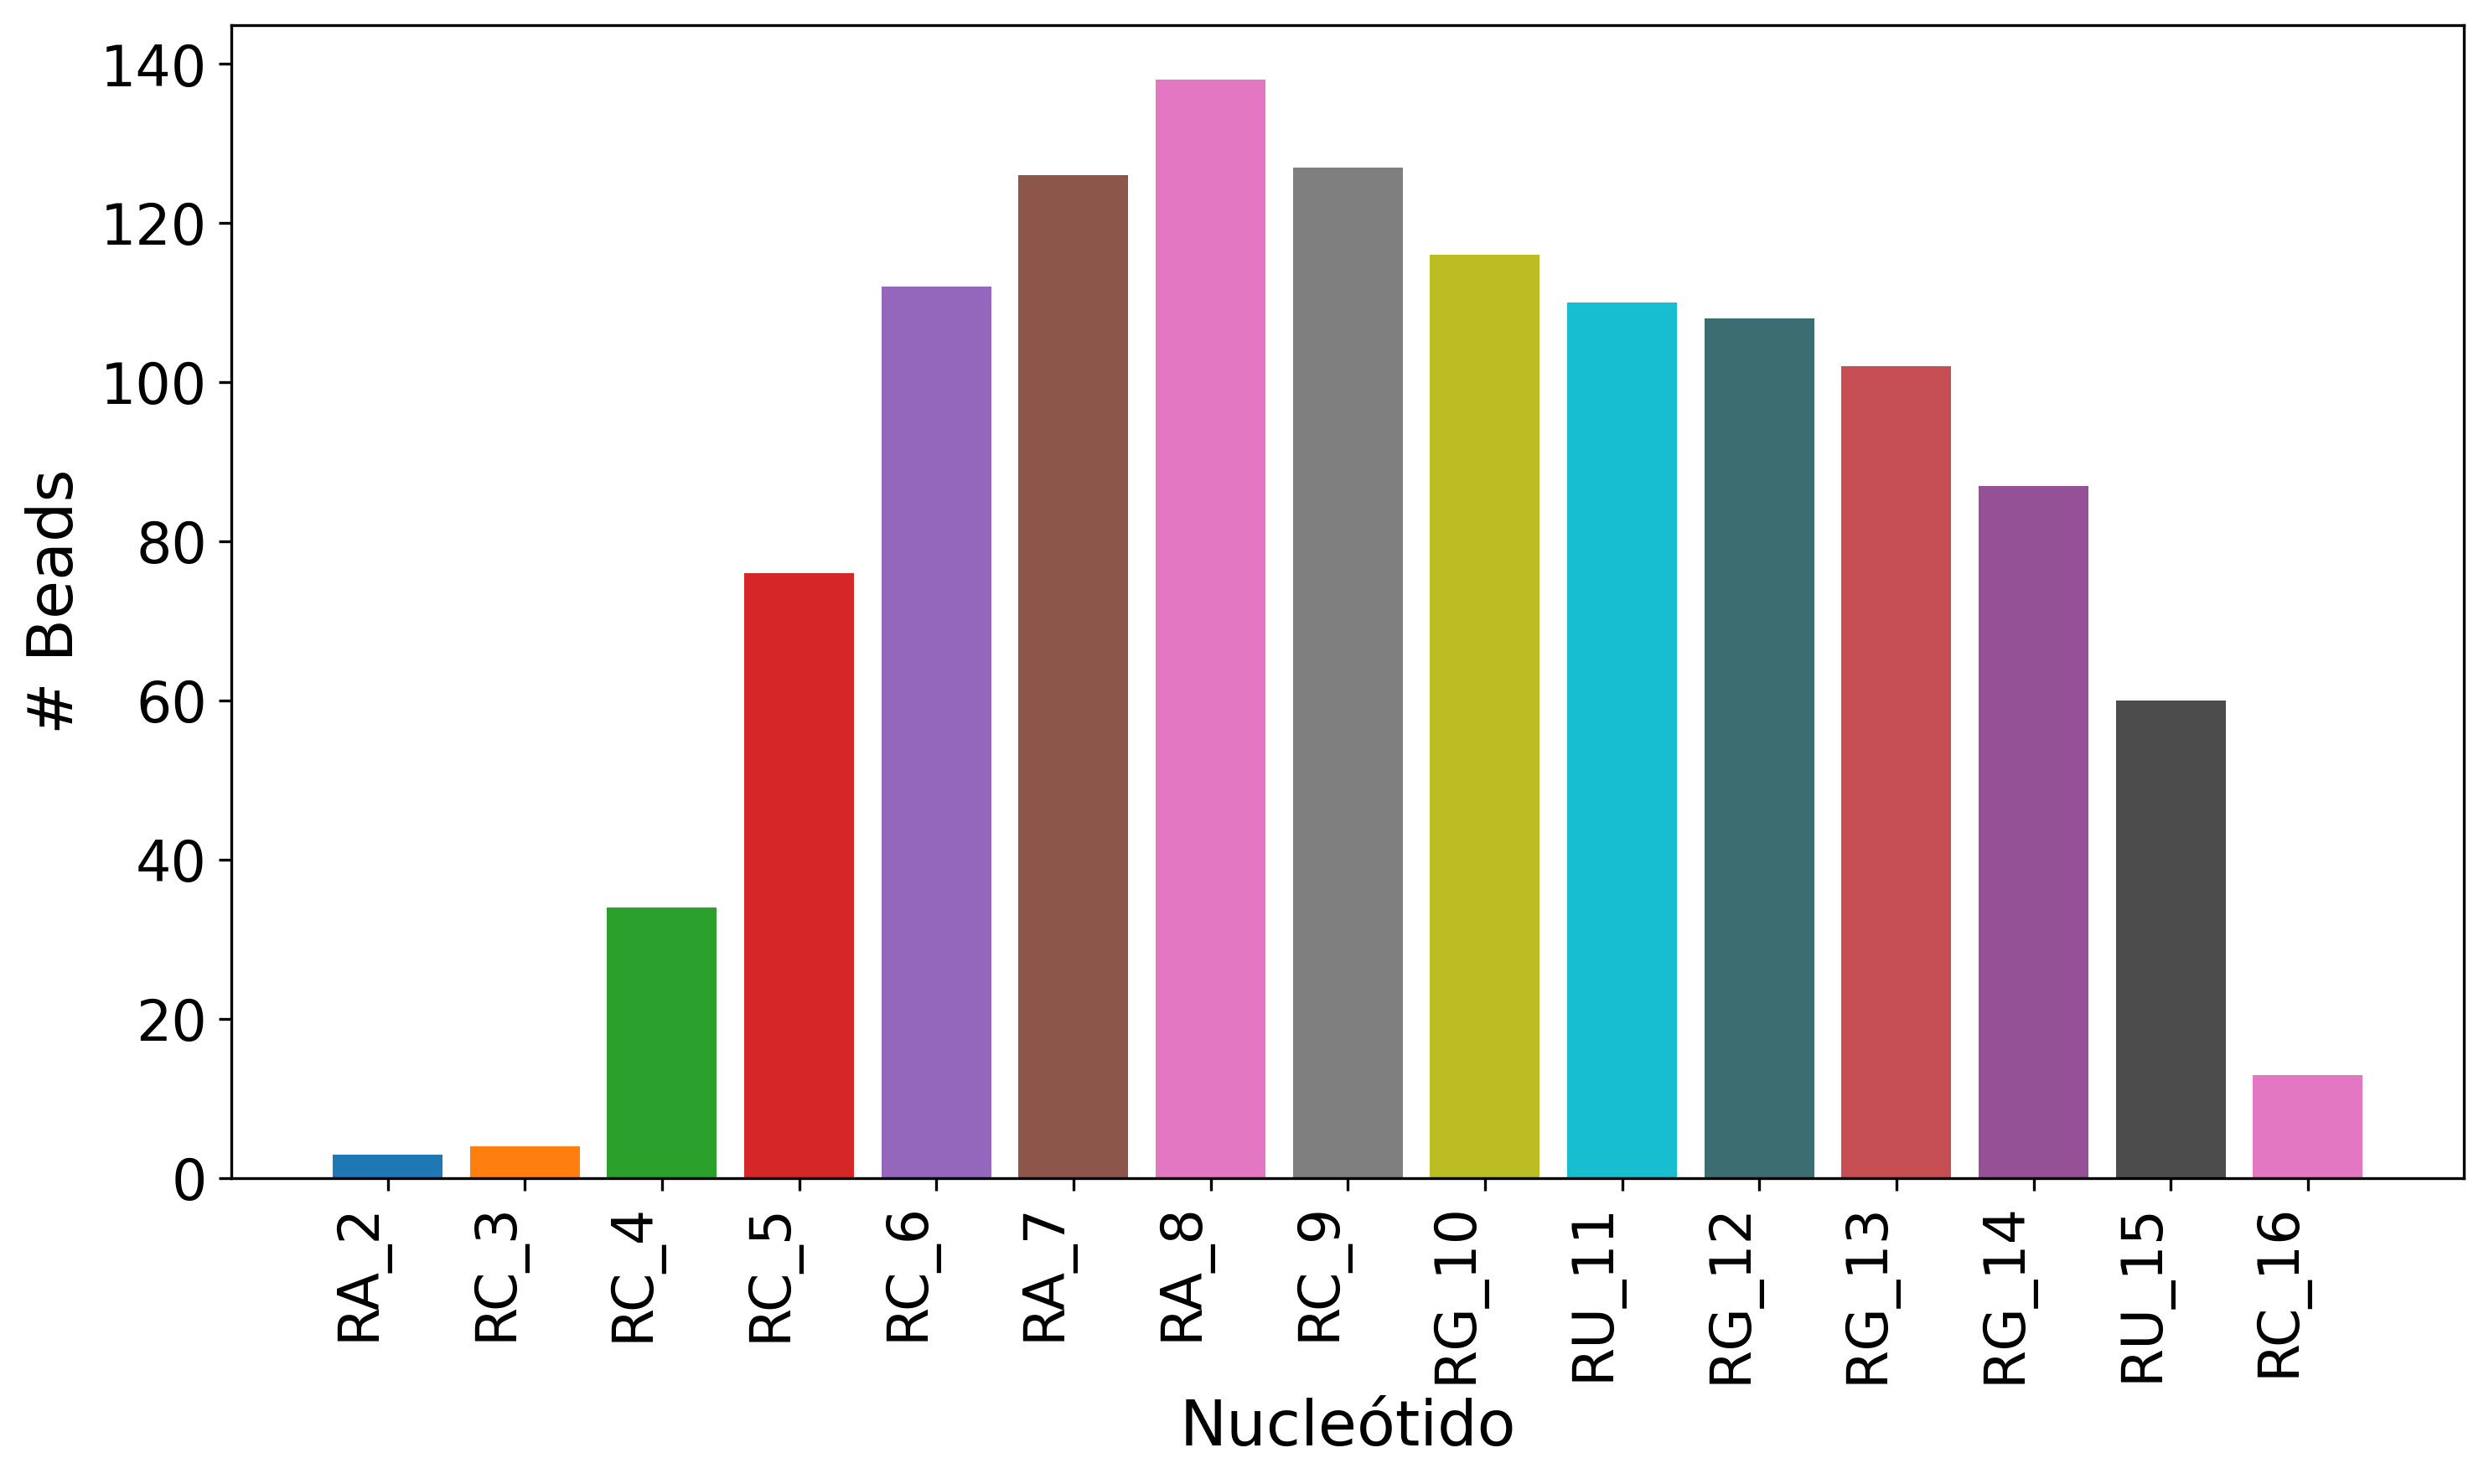 140
120
100
80
60
40
20
0
# Beads
RA_2
RC_3
RC_4
RC_5
RC_6
RA_7
RA_8
RC_9
RG_10
RU_11
RG_12
RG_13
RG_14
RU_15
RC_16
Nucleótido